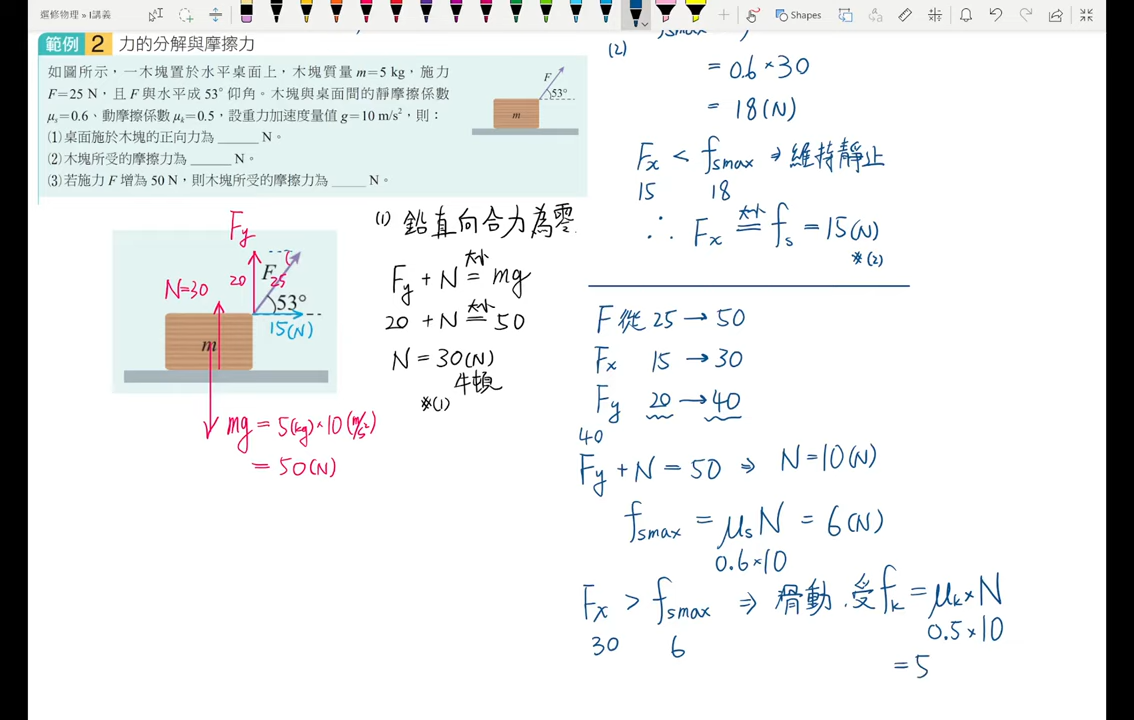 選修物理 » I講義
Shapes
範例 2 力的分解與摩擦力
如圖所示，一木塊置於水平桌面上，木塊質量 m=5 kg，施力
F=25 N，且 F 與水平成 53° 仰角。木塊與桌面間的靜摩擦係數
μs=0.6、動摩擦係數 μk=0.5，設重力加速度量值 g=10 m/s²，則：
(1)桌面施於木塊的正向力為 ______ N。
(2)木塊所受的摩擦力為 ______ N。
(3)若施力 F 增為 50 N，則木塊所受的摩擦力為 _____ N。
F
53°
m
Fy
20
F
25
N=30
53°
15(N)
m
mg = 5(kg)×10(m/s²)
= 50(N)
(1) 鉛直向合力為零
Fy + N 大小= mg
20 + N 大小= 50
N = 30(N)
牛頓
※(1)
(2)
= 0.6×30
= 18(N)
Fx < fsmax ⇒ 維持靜止
15 18
∴ Fx 大小= fs = 15(N)
※(2)
F 從 25 → 50
Fx 15 → 30
Fy 20 → 40
40
Fy + N = 50 ⇒ N = 10(N)
fsmax = μsN = 6(N)
0.6×10
Fx > fsmax ⇒ 滑動.受fk = μk×N
30 6 0.5×10
= 5